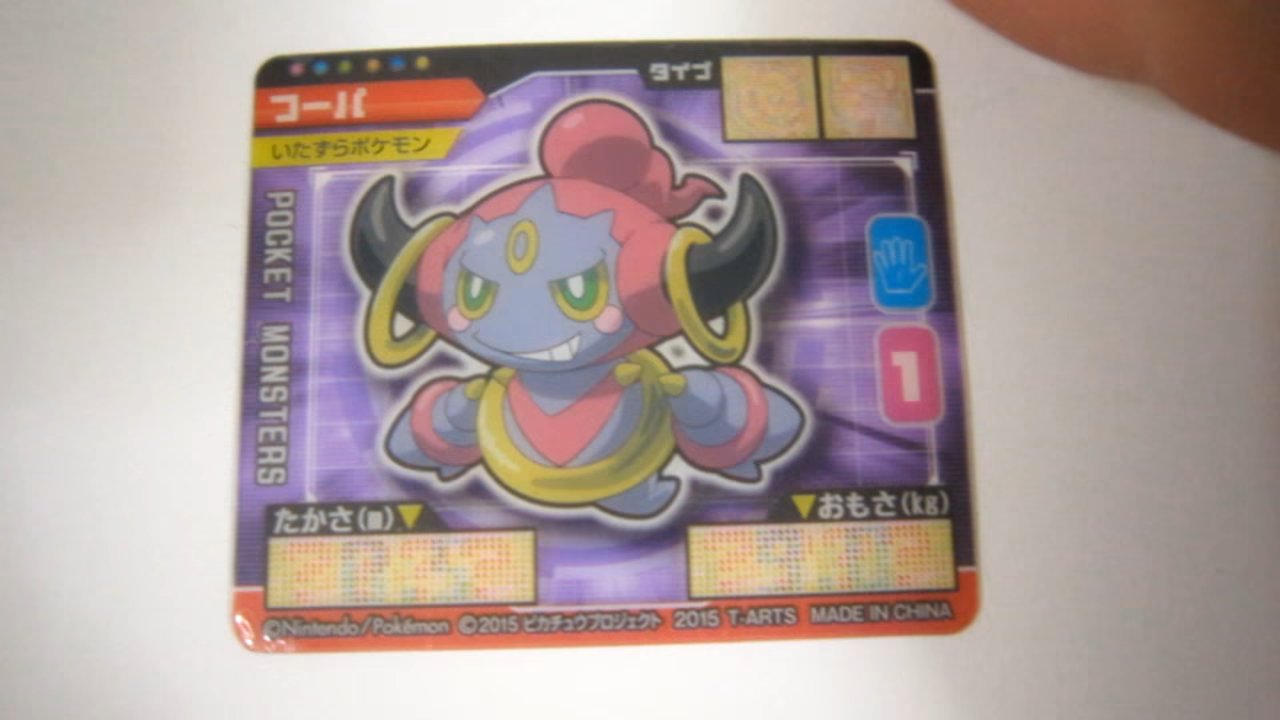 フーパ
いたずらポケモン
タイプ
POCKET MONSTERS
1
たかさ(m)
おもさ(kg)
©Nintendo/Pokémon ©2015 ピカチュウプロジェクト 2015 T-ARTS MADE IN CHINA